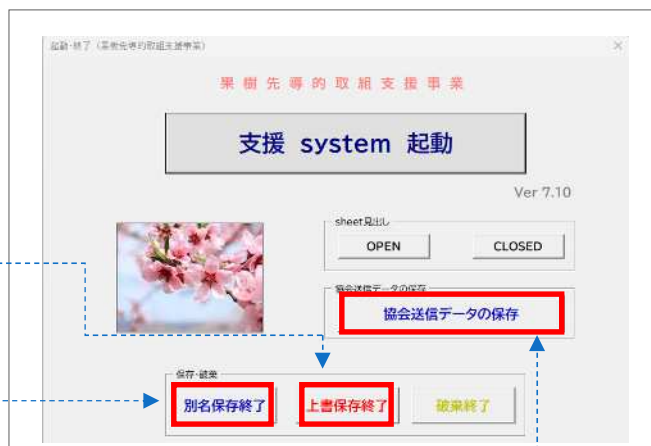 起動・終了（果樹先導的取組支援事業）
果樹先導的取組支援事業
支援 system 起動
Ver 7.10
sheet見出し
OPEN CLOSED
協会送信データの保存
協会送信データの保存
保存・破棄
別名保存終了 上書保存終了 破棄終了